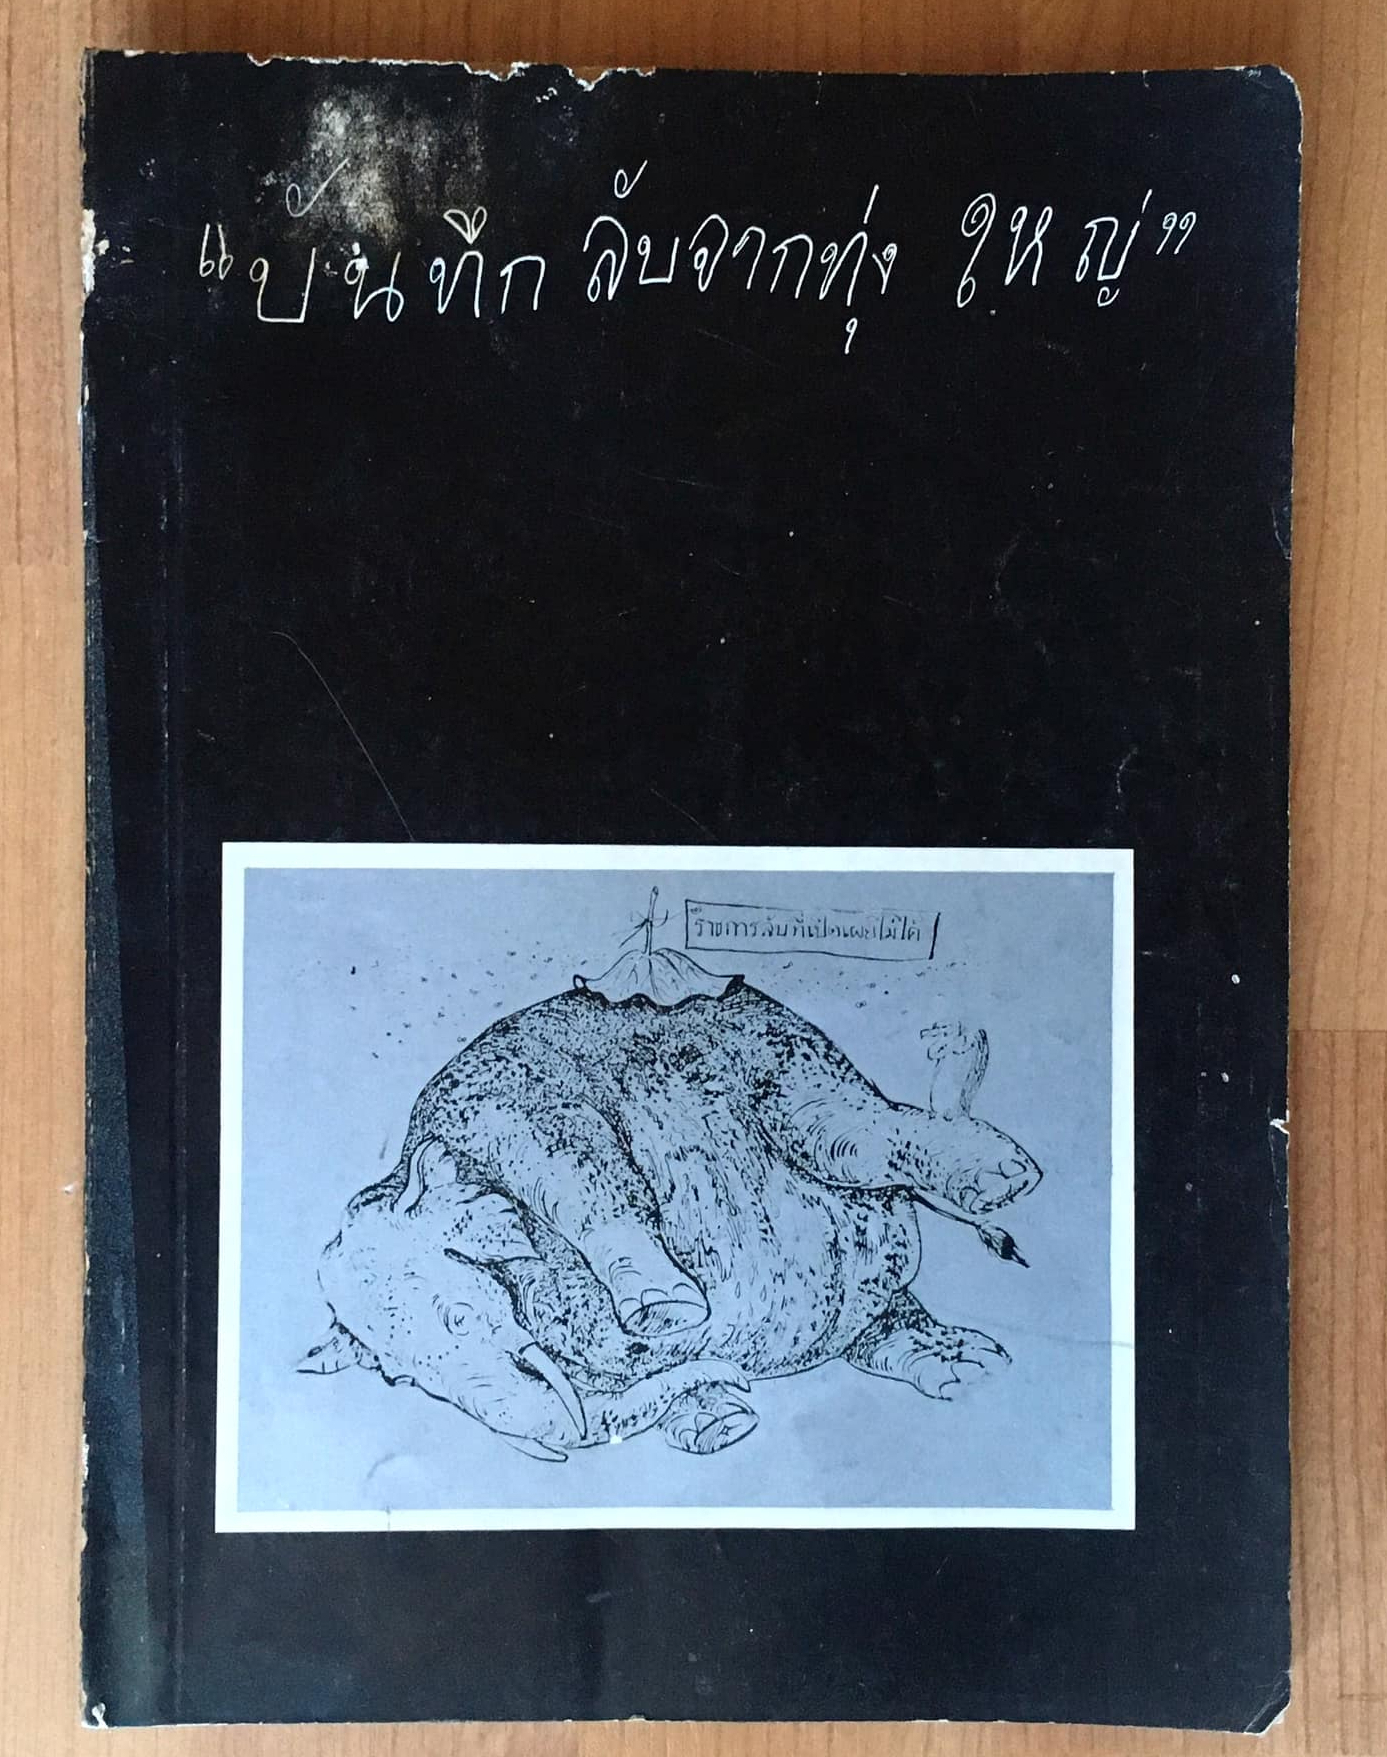 “บันทึกลับจากทุ่งใหญ่”
ราชการลับที่เปิดเผยไม่ได้